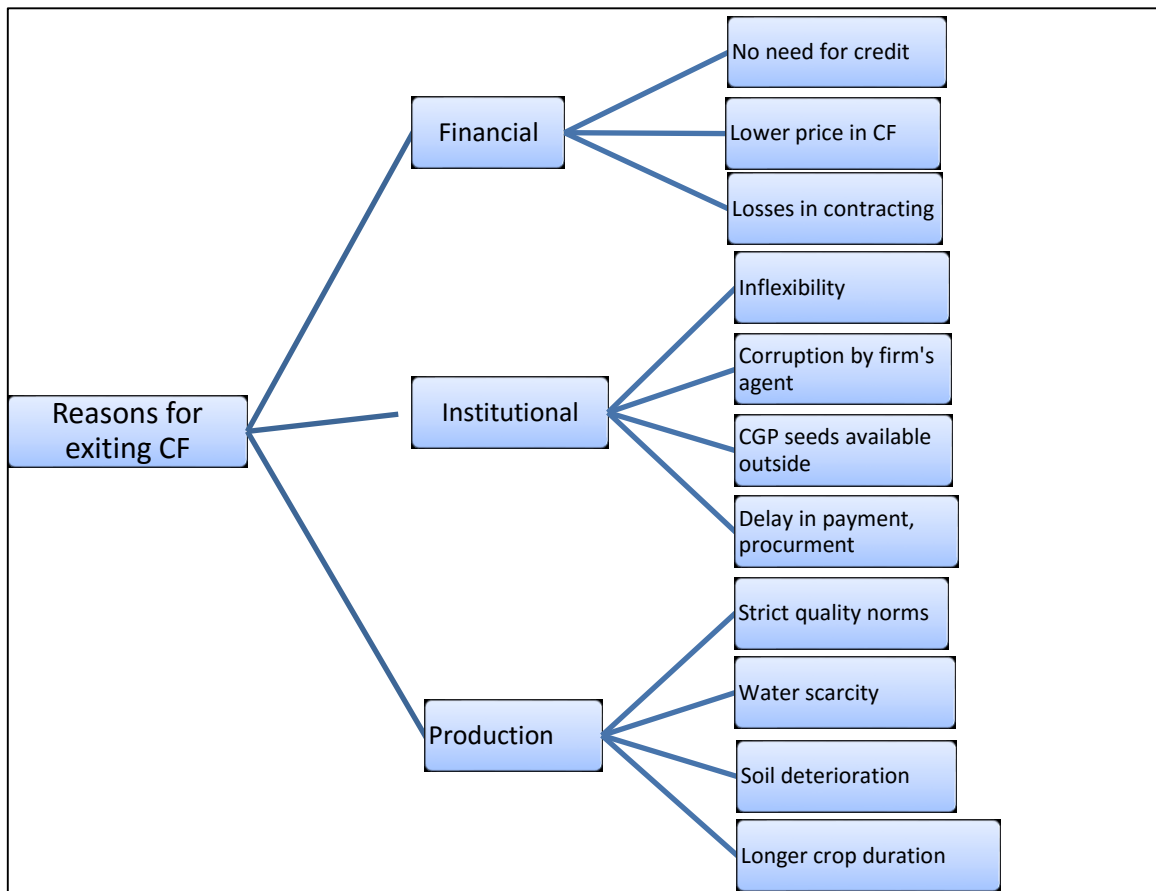 Reasons for
exiting CF
Financial
No need for credit
Lower price in CF
Losses in contracting
Institutional
Inflexibility
Corruption by firm's
agent
CGP seeds available
outside
Delay in payment,
procurment
Production
Strict quality norms
Water scarcity
Soil deterioration
Longer crop duration